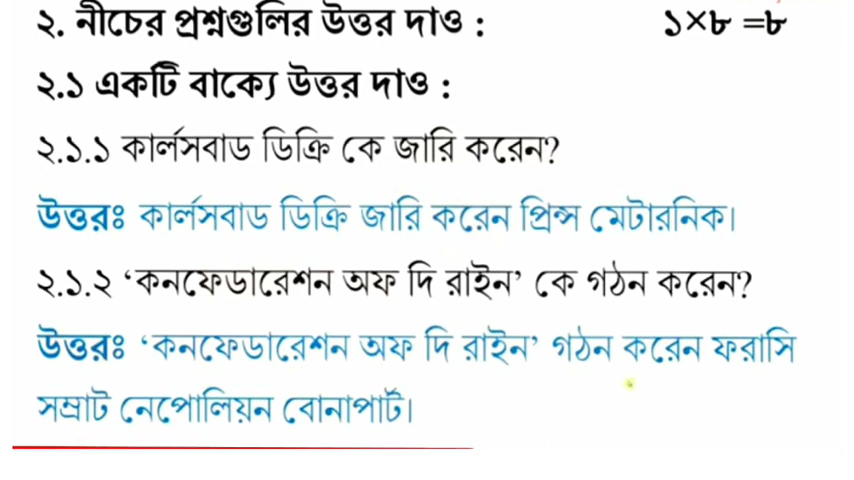 ২. নীচের প্রশ্নগুলির উত্তর দাও : ১×৮ =৮
২.১ একটি বাক্যে উত্তর দাও :
২.১.১ কার্লসবাড ডিক্রি কে জারি করেন?
উত্তরঃ কার্লসবাড ডিক্রি জারি করেন প্রিন্স মেটারনিক।
২.১.২ ‘কনফেডারেশন অফ দি রাইন’ কে গঠন করেন?
উত্তরঃ ‘কনফেডারেশন অফ দি রাইন’ গঠন করেন ফরাসি
সম্রাট নেপোলিয়ন বোনাপার্ট।